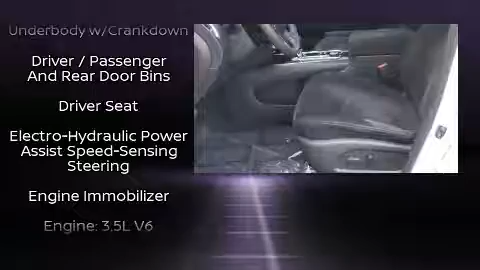 Underbody w/Crankdown
Driver / Passenger
And Rear Door Bins
Driver Seat
Electro-Hydraulic Power
Assist Speed-Sensing
Steering
Engine Immobilizer
Engine: 3.5L V6